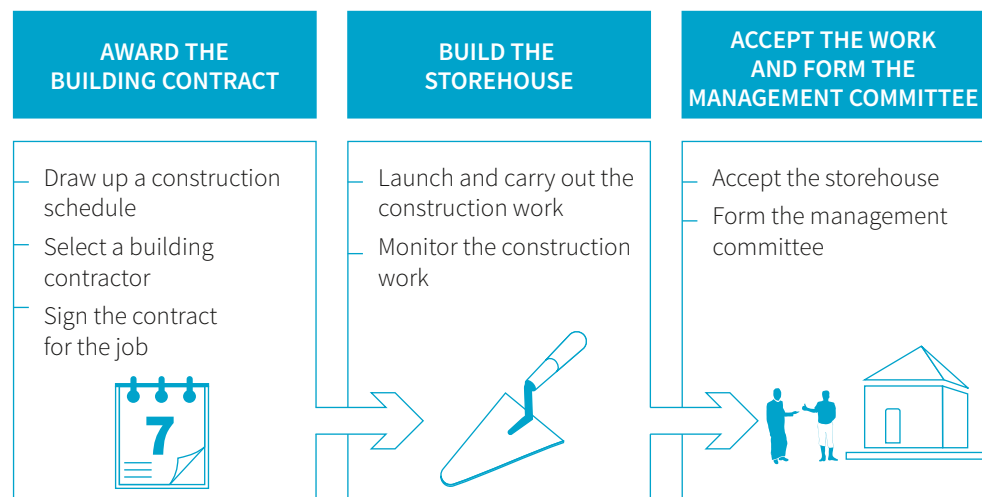 AWARD THE
BUILDING CONTRACT
Draw up a construction
schedule
Select a building
contractor
Sign the contract
for the job
7
BUILD THE
STOREHOUSE
Launch and carry out the
construction work
Monitor the construction
work
ACCEPT THE WORK
AND FORM THE
MANAGEMENT COMMITTEE
Accept the storehouse
Form the management
committee